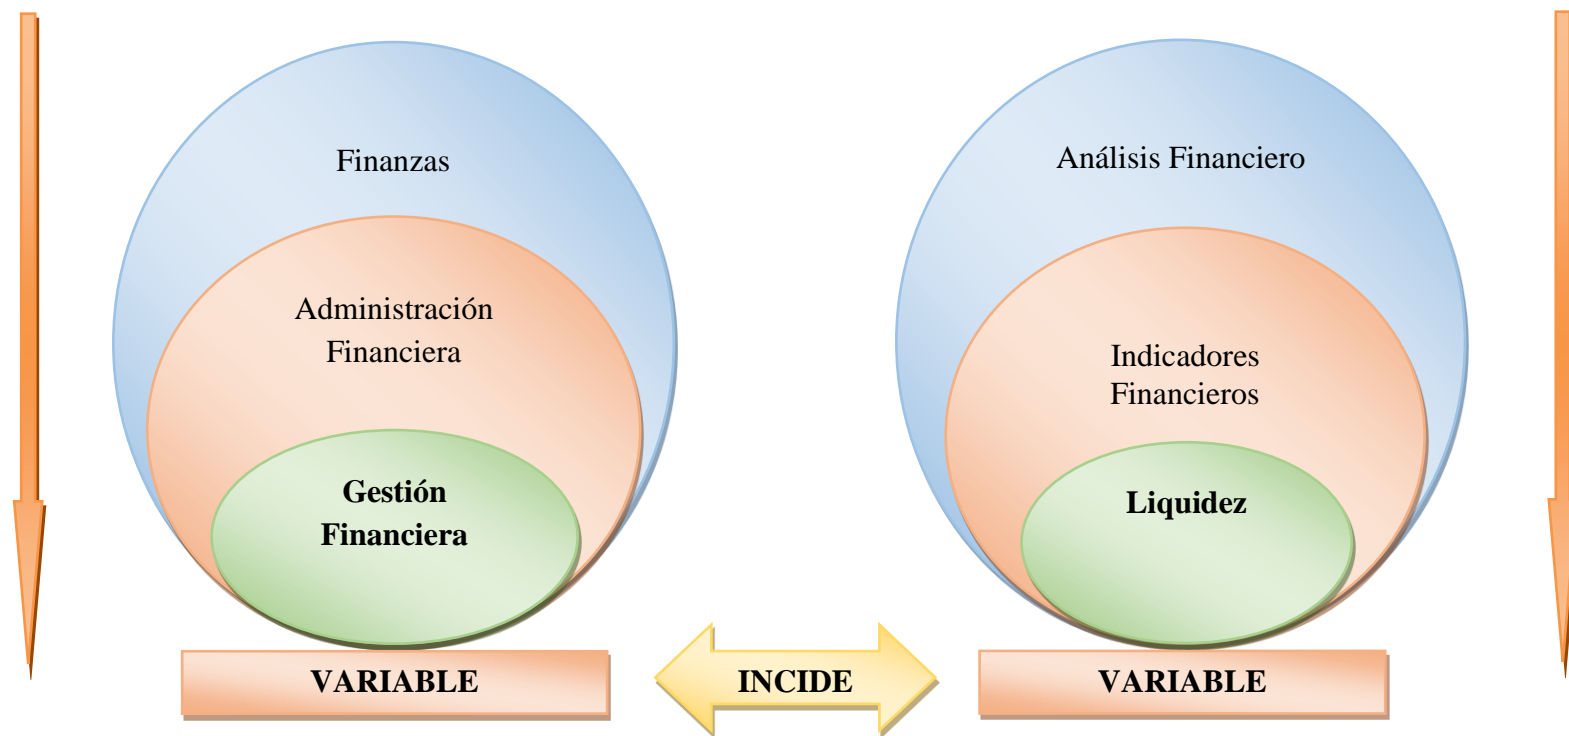 Finanzas
Administración
Financiera
Gestión
Financiera
VARIABLE
INCIDE
Análisis Financiero
Indicadores
Financieros
Liquidez
VARIABLE